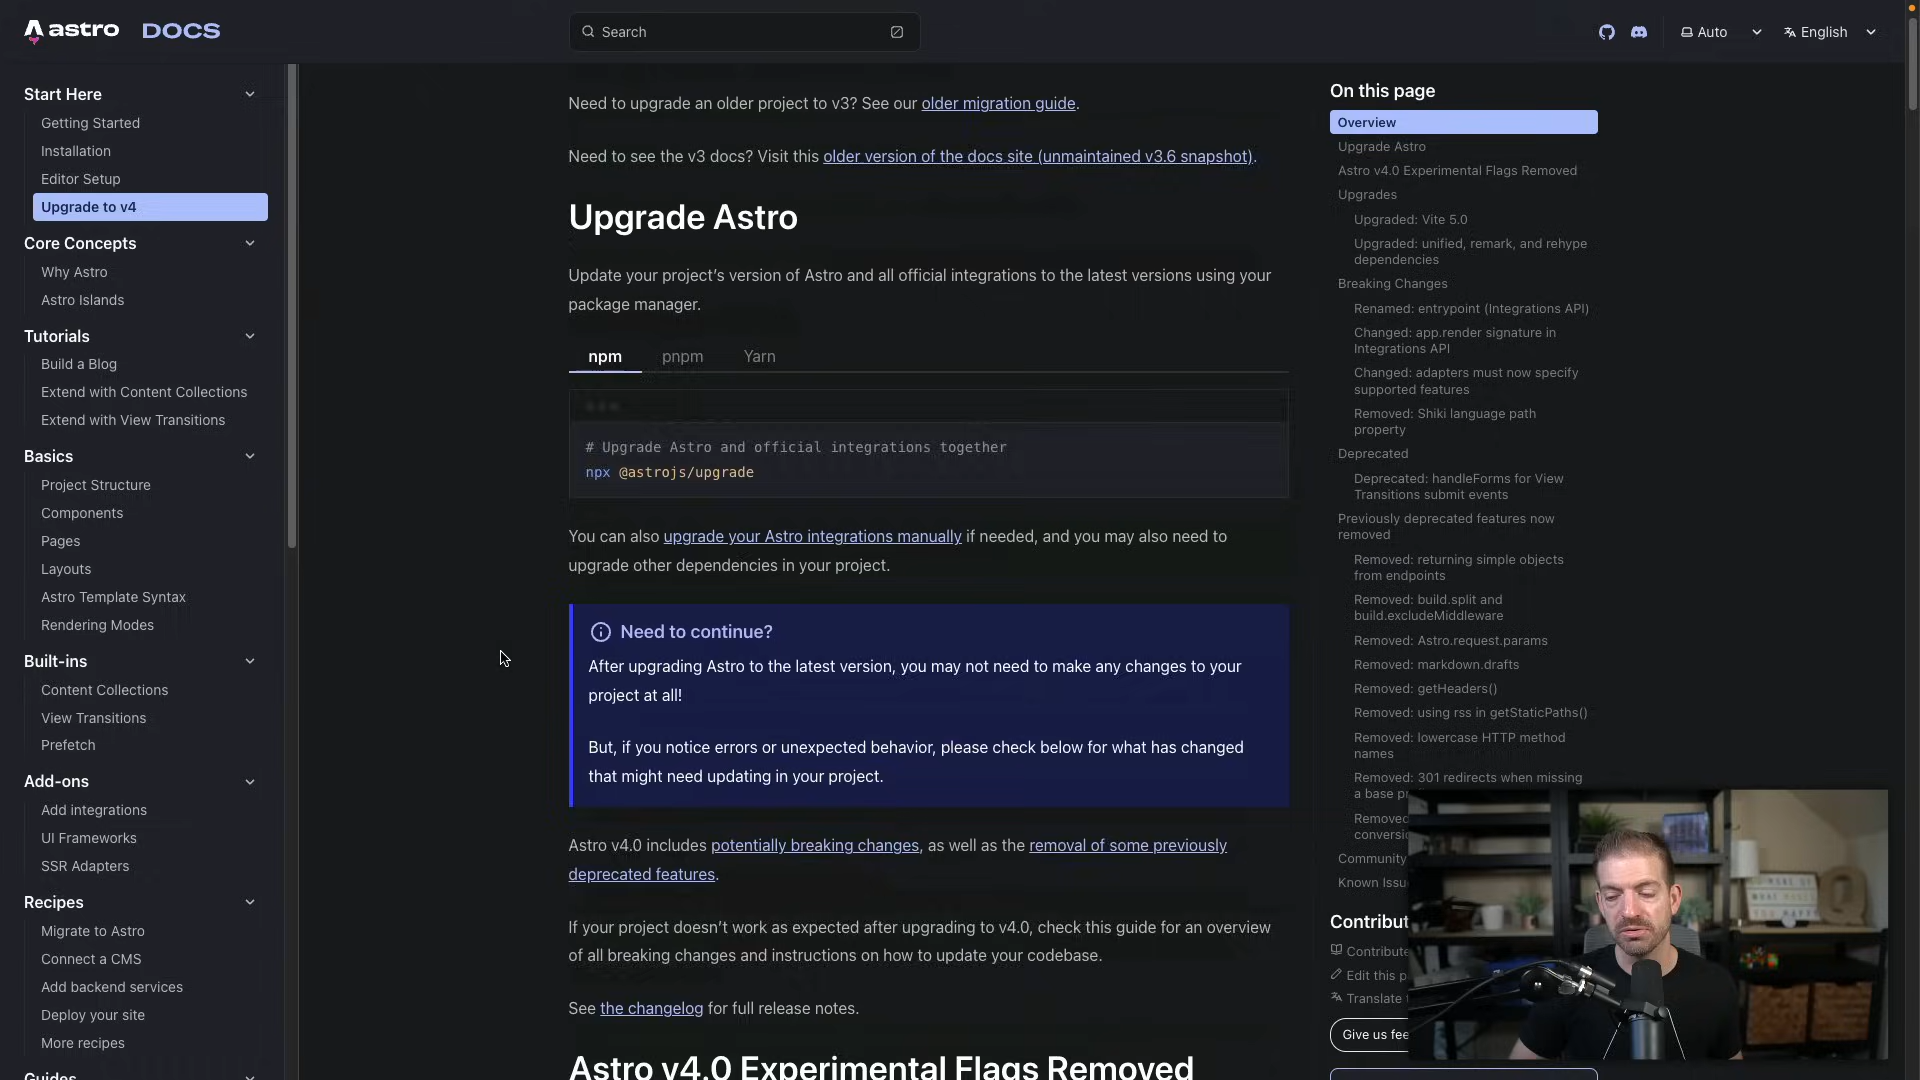 astro DOCS
Search
Auto
English
Start Here
Getting Started
Installation
Editor Setup
Upgrade to v4
Core Concepts
Why Astro
Astro Islands
Tutorials
Build a Blog
Extend with Content Collections
Extend with View Transitions
Basics
Project Structure
Components
Pages
Layouts
Astro Template Syntax
Rendering Modes
Built-ins
Content Collections
View Transitions
Prefetch
Add-ons
Add integrations
UI Frameworks
SSR Adapters
Recipes
Migrate to Astro
Connect a CMS
Add backend services
Deploy your site
More recipes
Guides
Need to upgrade an older project to v3? See our older migration guide.
Need to see the v3 docs? Visit this older version of the docs site (unmaintained v3.6 snapshot).
Upgrade Astro
Update your project’s version of Astro and all official integrations to the latest versions using your
package manager.
npm
pnpm
Yarn
# Upgrade Astro and official integrations together
npx @astrojs/upgrade
You can also upgrade your Astro integrations manually if needed, and you may also need to
upgrade other dependencies in your project.
Need to continue?
After upgrading Astro to the latest version, you may not need to make any changes to your
project at all!
But, if you notice errors or unexpected behavior, please check below for what has changed
that might need updating in your project.
Astro v4.0 includes potentially breaking changes, as well as the removal of some previously
deprecated features.
If your project doesn’t work as expected after upgrading to v4.0, check this guide for an overview
of all breaking changes and instructions on how to update your codebase.
See the changelog for full release notes.
Astro v4.0 Experimental Flags Removed
On this page
Overview
Upgrade Astro
Astro v4.0 Experimental Flags Removed
Upgrades
Upgraded: Vite 5.0
Upgraded: unified, remark, and rehype
dependencies
Breaking Changes
Renamed: entrypoint (Integrations API)
Changed: app.render signature in
Integrations API
Changed: adapters must now specify
supported features
Removed: Shiki language path
property
Deprecated
Deprecated: handleForms for View
Transitions submit events
Previously deprecated features now
removed
Removed: returning simple objects
from endpoints
Removed: build.split and
build.excludeMiddleware
Removed: Astro.request.params
Removed: markdown.drafts
Removed: getHeaders()
Removed: using rss in getStaticPaths()
Removed: lowercase HTTP method
names
Removed: 301 redirects when missing
a base
Removed
Community
Known
Contribute
Edit this
Translate
Give us